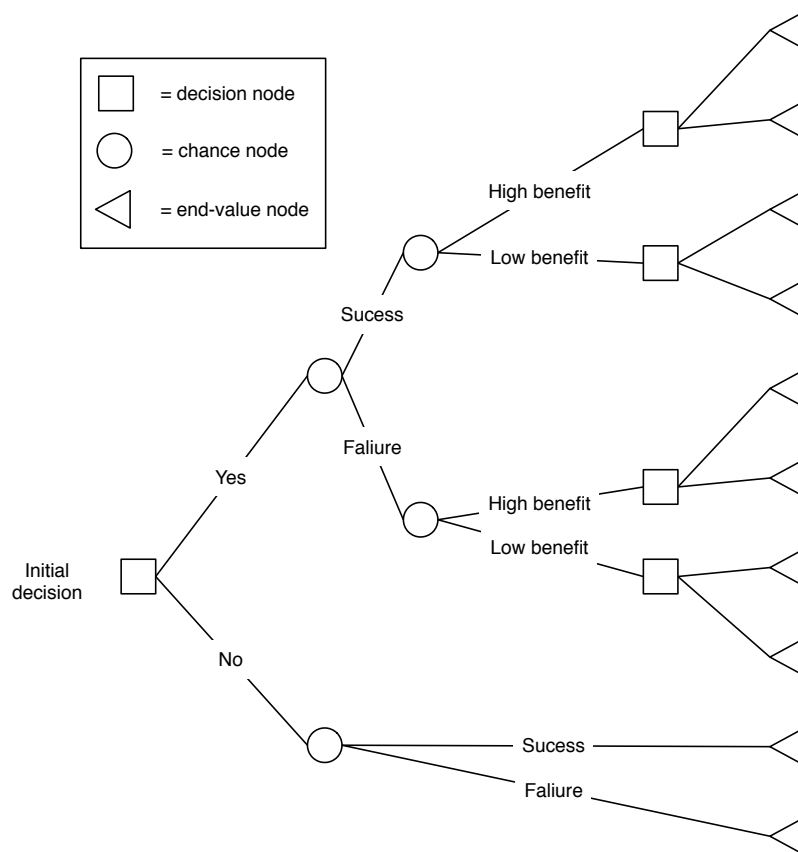 = decision node
= chance node
= end-value node
High benefit
Low benefit
Sucess
Faliure
Yes
High benefit
Low benefit
Initial
decision
No
Sucess
Faliure